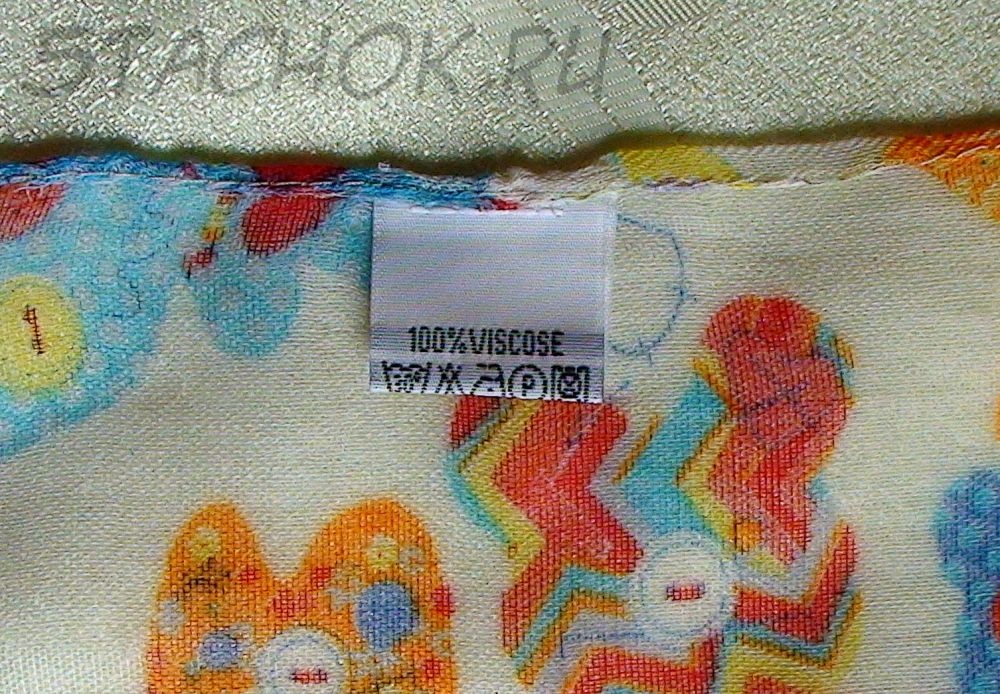 STACHOK.RU
100% VISCOSE
P